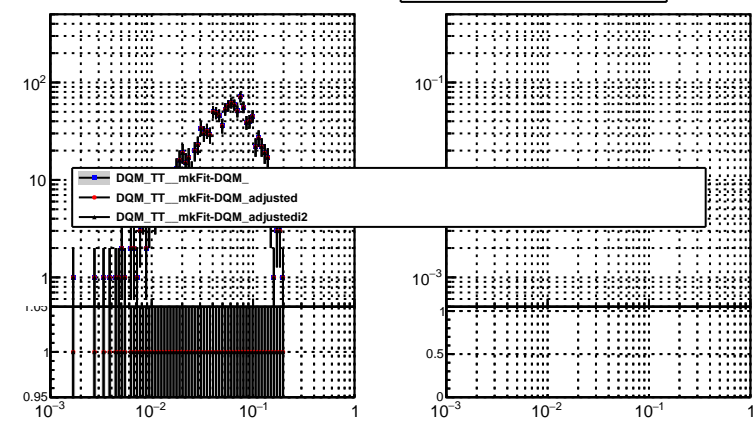 10²
10
1
1.05
1
0.95
10⁻³ 10⁻² 10⁻¹ 1
DQM_TT__mkFit-DQM_
DQM_TT__mkFit-DQM_adjusted
DQM_TT__mkFit-DQM_adjustedi2
10⁻¹
10⁻³
1
0.5
0
10⁻³ 10⁻² 10⁻¹ 1